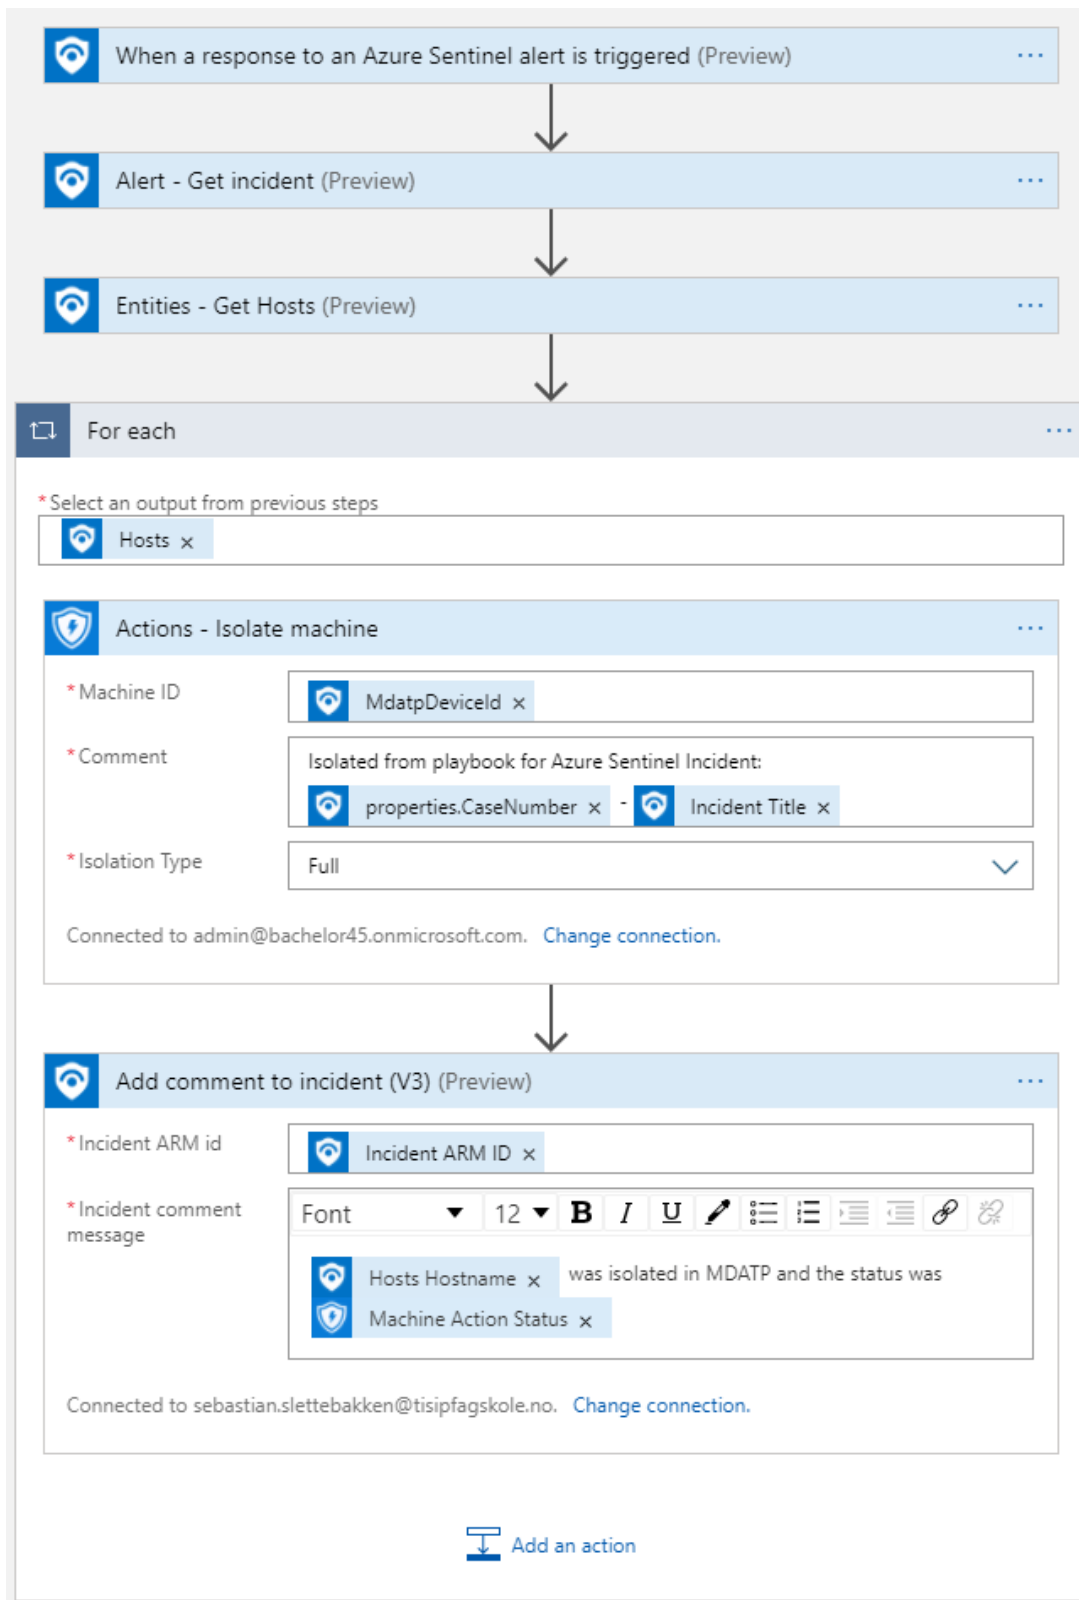 When a response to an Azure Sentinel alert is triggered (Preview)
Alert - Get incident (Preview)
Entities - Get Hosts (Preview)
For each
*Select an output from previous steps
Hosts ×
Actions - Isolate machine
*Machine ID
MdatpDeviceId ×
*Comment
Isolated from playbook for Azure Sentinel Incident:
properties.CaseNumber × - Incident Title ×
*Isolation Type
Full
Connected to admin@bachelor45.onmicrosoft.com. Change connection.
Add comment to incident (V3) (Preview)
*Incident ARM id
Incident ARM ID ×
*Incident comment
message
Font 12 B I U
Hosts Hostname × was isolated in MDATP and the status was
Machine Action Status ×
Connected to sebastian.slettebakken@tisipfagskole.no. Change connection.
Add an action